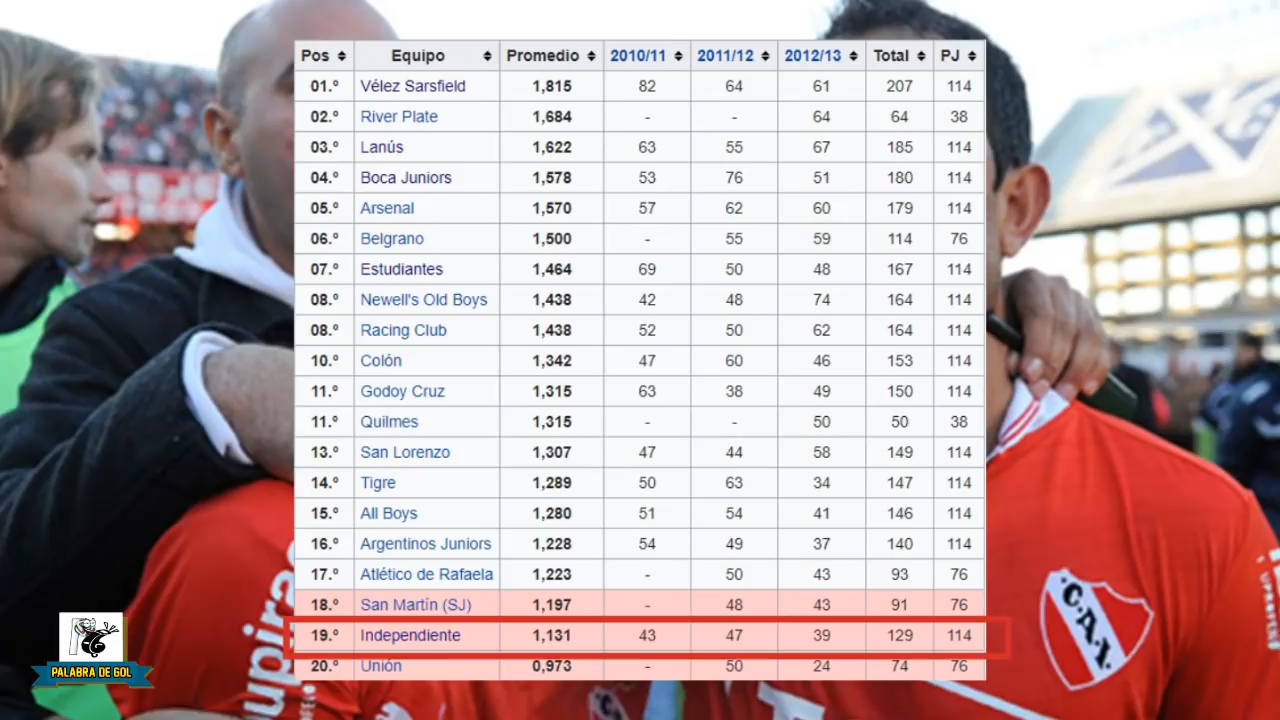 Pos Equipo Promedio 2010/11 2011/12 2012/13 Total PJ
01.º Vélez Sarsfield 1,815 82 64 61 207 114
02.º River Plate 1,684 - - 64 64 38
03.º Lanús 1,622 63 55 67 185 114
04.º Boca Juniors 1,578 53 76 51 180 114
05.º Arsenal 1,570 57 62 60 179 114
06.º Belgrano 1,500 - 55 59 114 76
07.º Estudiantes 1,464 69 50 48 167 114
08.º Newell's Old Boys 1,438 42 48 74 164 114
08.º Racing Club 1,438 52 50 62 164 114
10.º Colón 1,342 47 60 46 153 114
11.º Godoy Cruz 1,315 63 38 49 150 114
11.º Quilmes 1,315 - - 50 50 38
13.º San Lorenzo 1,307 47 44 58 149 114
14.º Tigre 1,289 50 63 34 147 114
15.º All Boys 1,280 51 54 41 146 114
16.º Argentinos Juniors 1,228 54 49 37 140 114
17.º Atlético de Rafaela 1,223 - 50 43 93 76
18.º San Martín (SJ) 1,197 - 48 43 91 76
19.º Independiente 1,131 43 47 39 129 114
20.º Unión 0,973 - 50 24 74 76
C.A.I.
PALABRA DE GOL